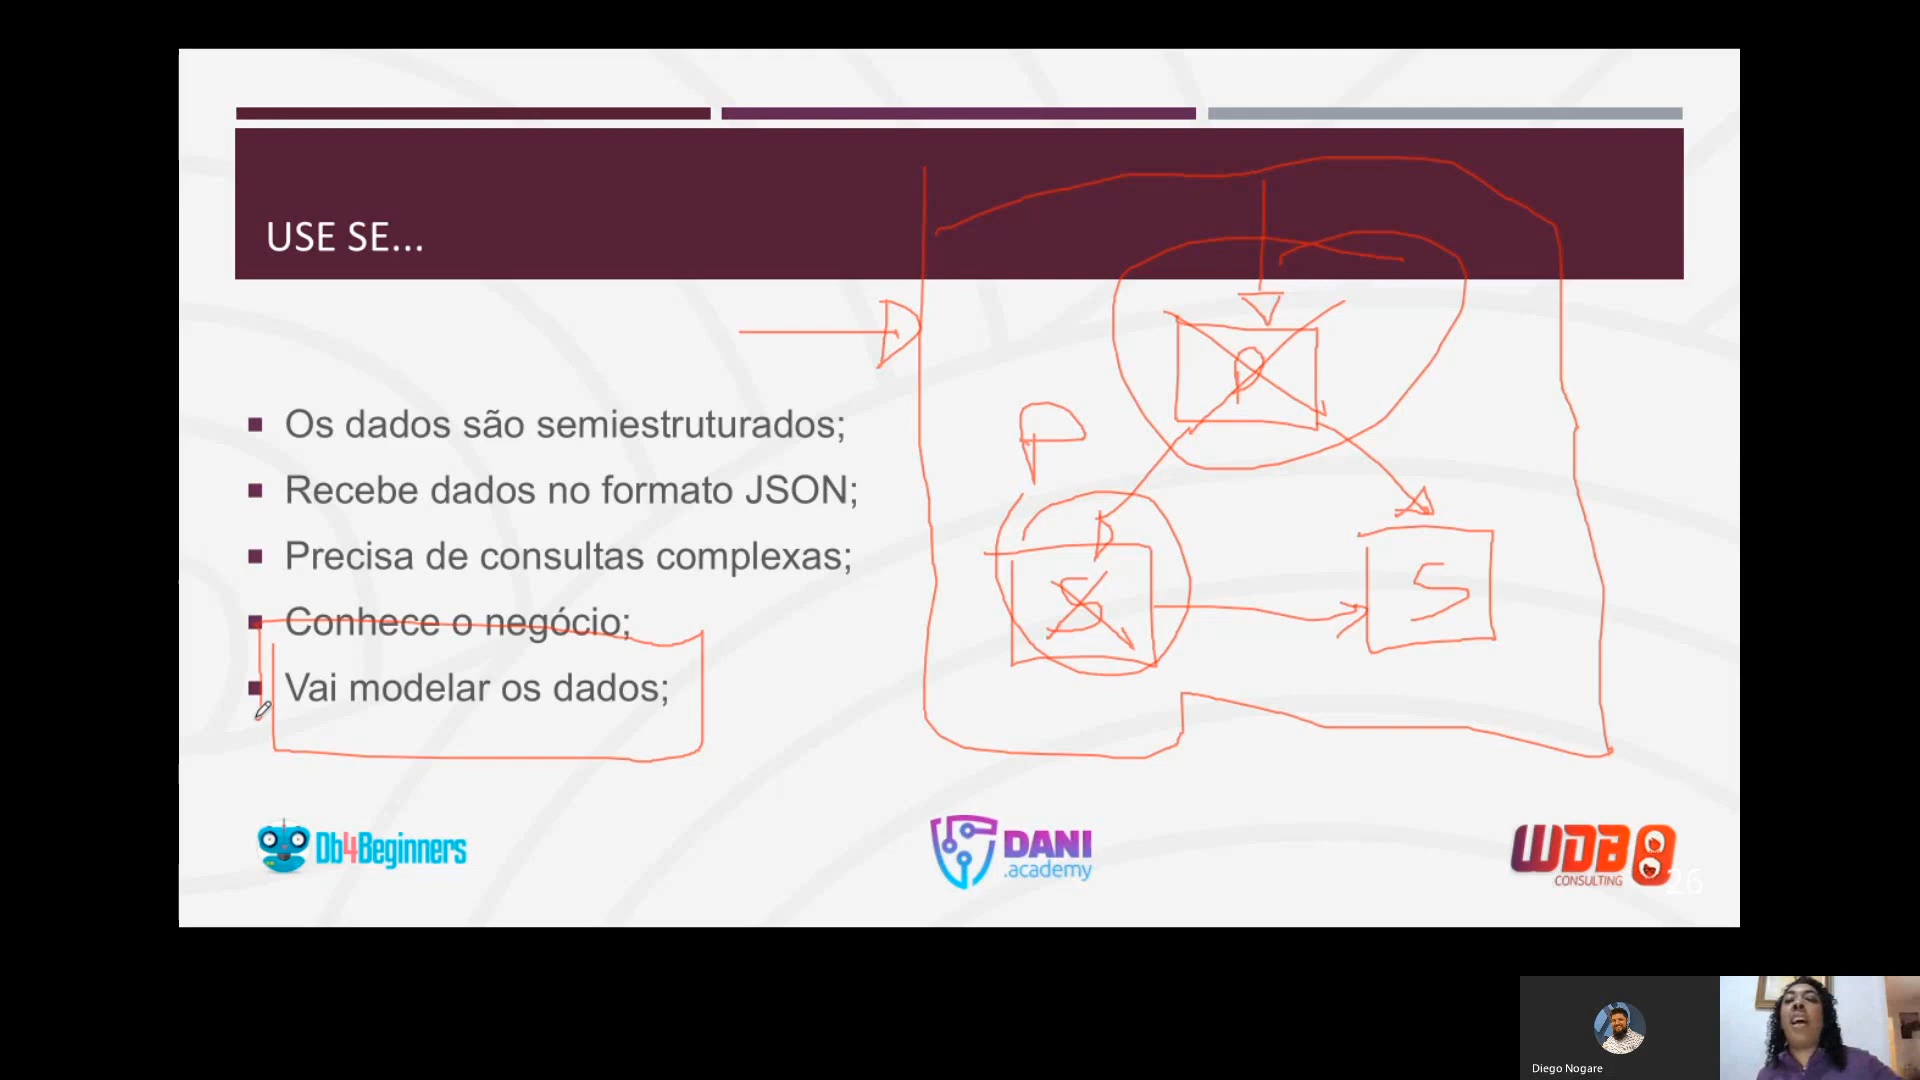 USE SE...
Os dados são semiestruturados;
Recebe dados no formato JSON;
Precisa de consultas complexas;
Conhece o negócio;
Vai modelar os dados;
P
P
S
S
Db4Beginners
DANI
.academy
WDB
CONSULTING
26
Diego Nogare